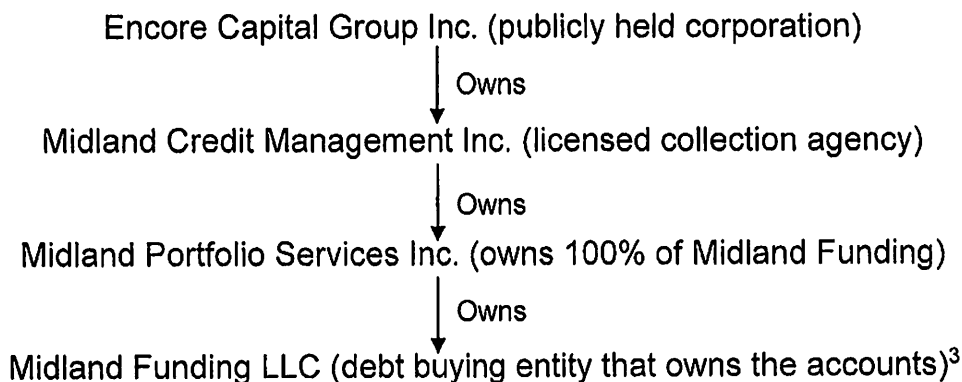 Encore Capital Group Inc. (publicly held corporation)
Owns
Midland Credit Management Inc. (licensed collection agency)
Owns
Midland Portfolio Services Inc. (owns 100% of Midland Funding)
Owns
Midland Funding LLC (debt buying entity that owns the accounts)³